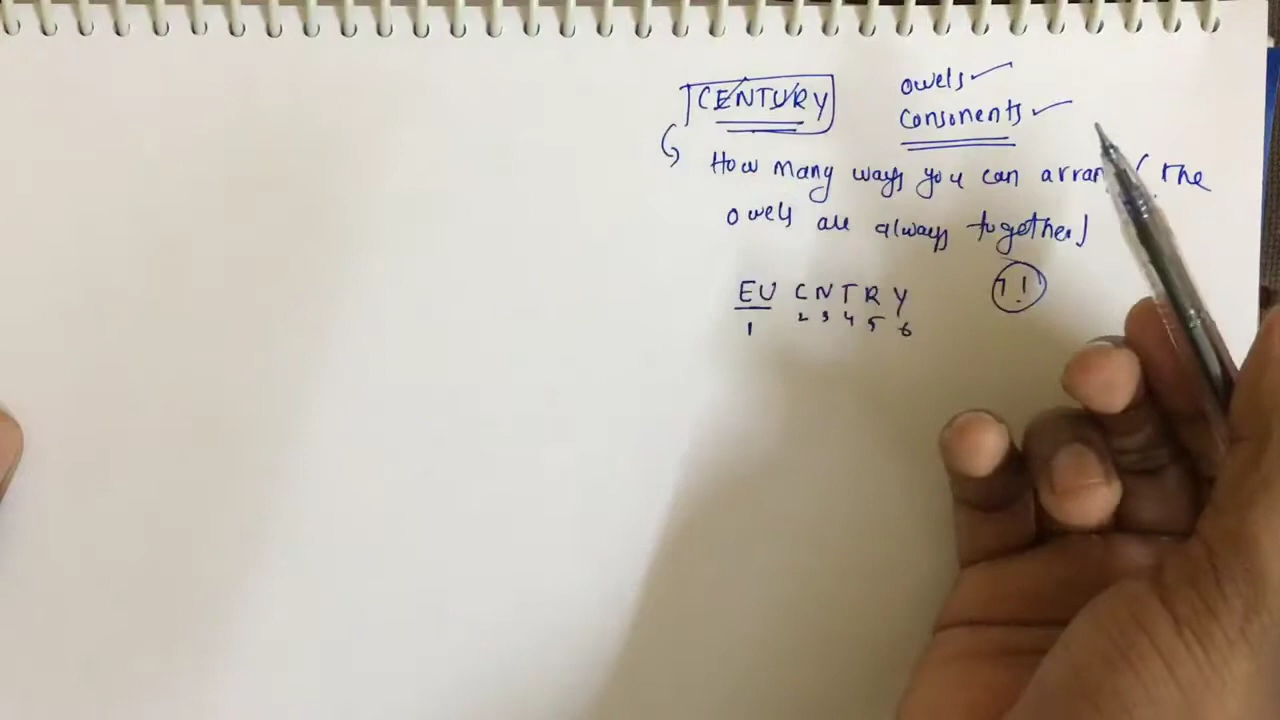 CENTURY
owels
Consonents
How many ways you can the
owels are always together
EU CNTRY 7!
1 2 3 4 5 6